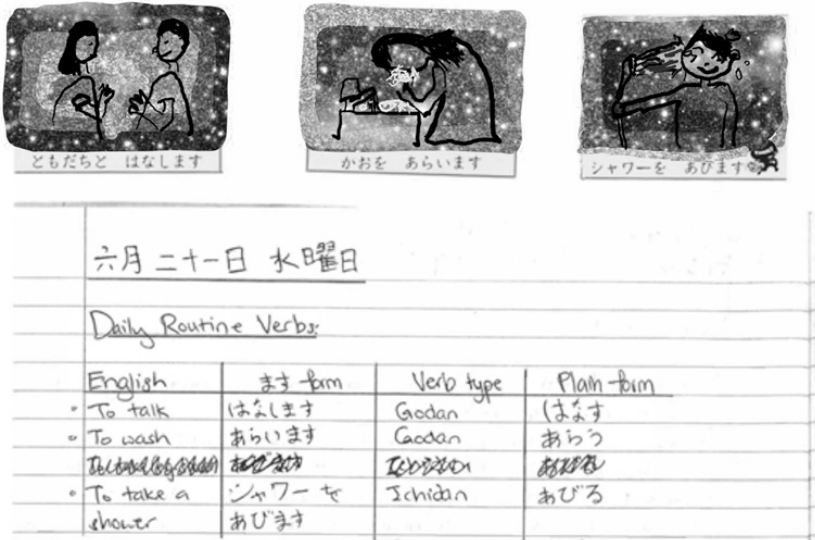 ともだちと はなします
かおを あらいます
シャワーを あびます
六月二十一日 水曜日
Daily Routine Verbs:
English ます form Verb type Plain form
To talk はなします Godan はなす
To wash あらいます Godan あらう
To take a シャワーを Ichidan あびる
shower あびます